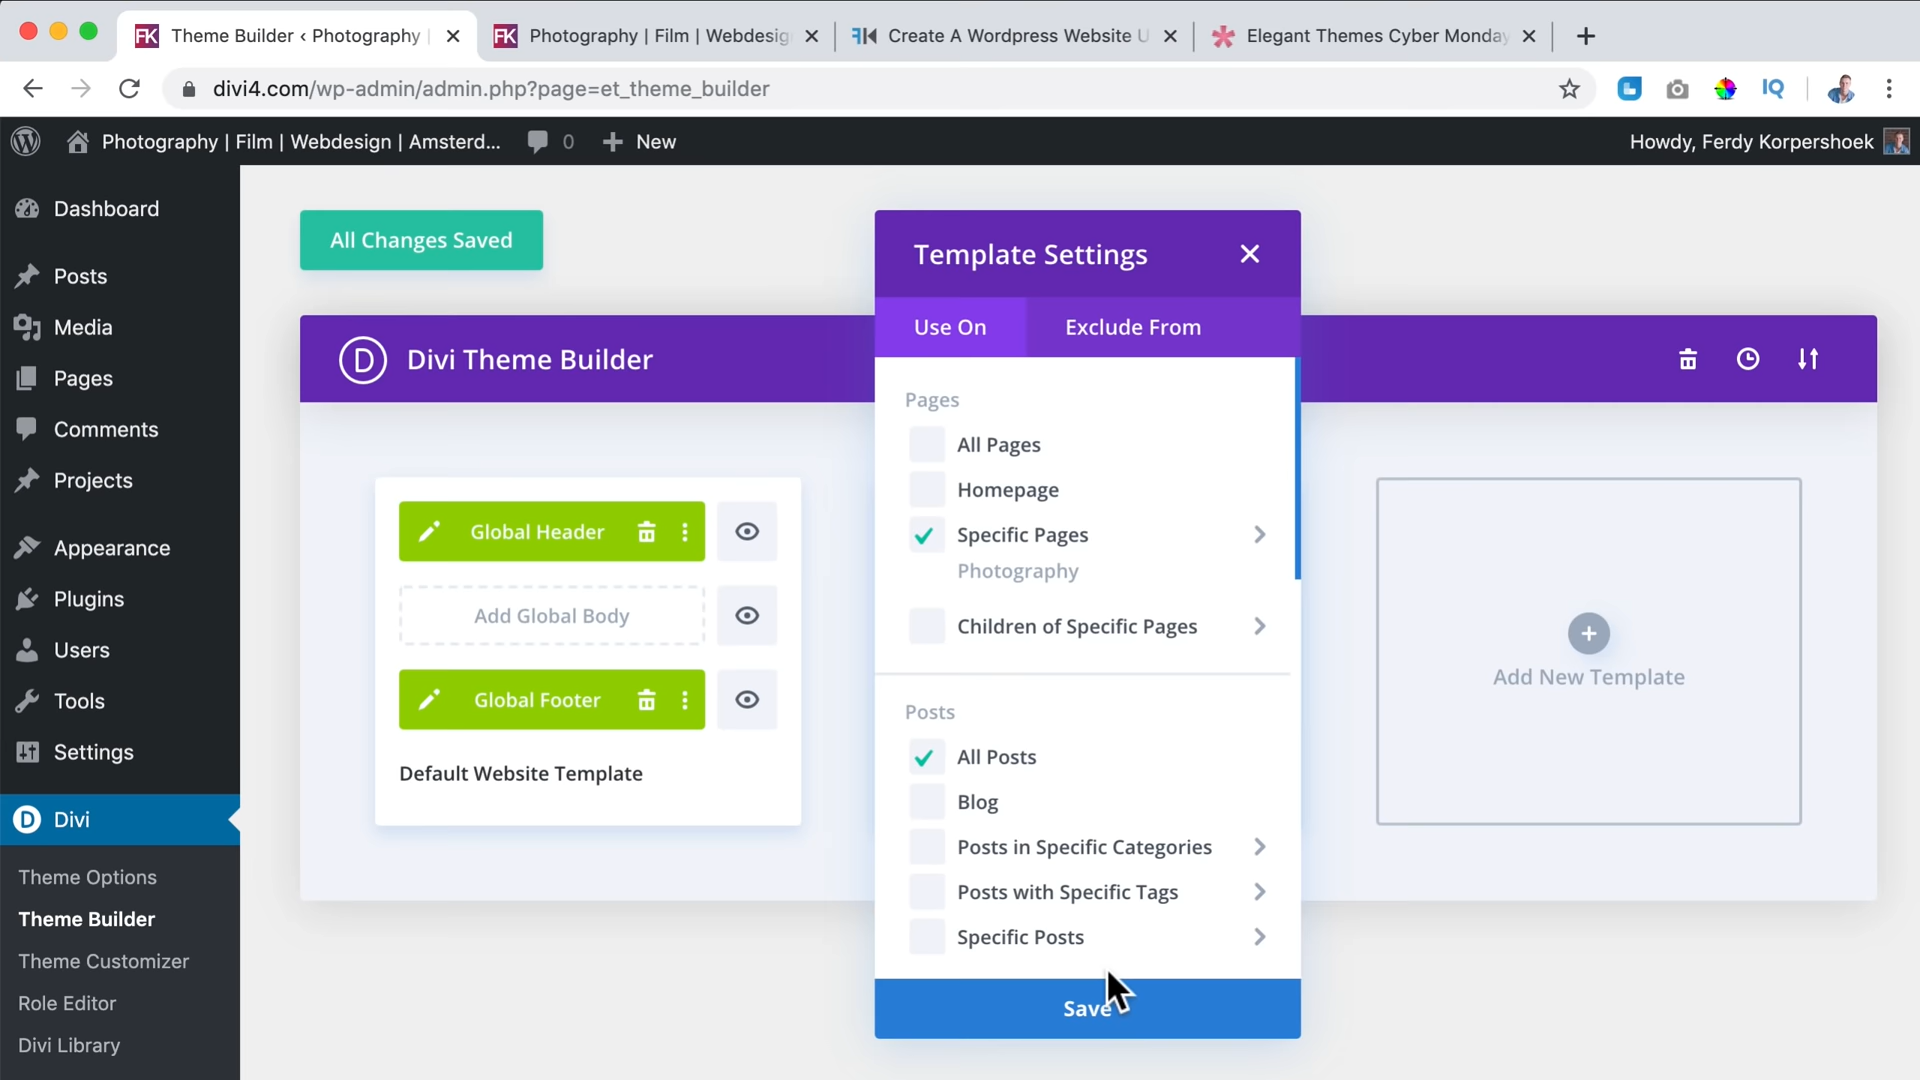 FK Theme Builder ‹ Photography
FK Photography | Film | Webdesig
FK Create A Wordpress Website U
Elegant Themes Cyber Monday
divi4.com/wp-admin/admin.php?page=et_theme_builder
IQ
Photography | Film | Webdesign | Amsterd...
0
New
Howdy, Ferdy Korpershoek
Dashboard
Posts
Media
Pages
Comments
Projects
Appearance
Plugins
Users
Tools
Settings
D Divi
Theme Options
Theme Builder
Theme Customizer
Role Editor
Divi Library
All Changes Saved
D Divi Theme Builder
Global Header
Add Global Body
Global Footer
Default Website Template
Template Settings
Use On
Exclude From
Pages
All Pages
Homepage
Specific Pages
Photography
Children of Specific Pages
Posts
All Posts
Blog
Posts in Specific Categories
Posts with Specific Tags
Specific Posts
Save
Add New Template